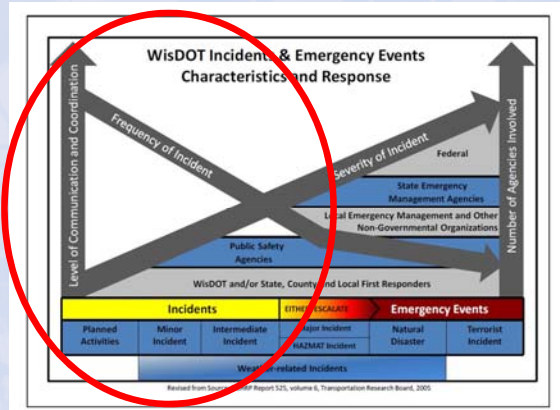 WisDOT Incidents & Emergency Events
Characteristics and Response
Level of Communication and Coordination
Frequency of Incident
Severity of Incident
Number of Agencies Involved
Federal
State Emergency
Management Agencies
Local Emergency Management and Other
Non-Governmental Organizations
Public Safety
Agencies
WisDOT and/or State, County and Local First Responders
Incidents
EITHER/ESCALATE
Emergency Events
Planned
Activities
Minor
Incident
Intermediate
Incident
Major Incident
HAZMAT Incident
Natural
Disaster
Terrorist
Incident
Weather-related Incidents
Revised from Source: Report 525, volume 6, Transportation Research Board, 2005